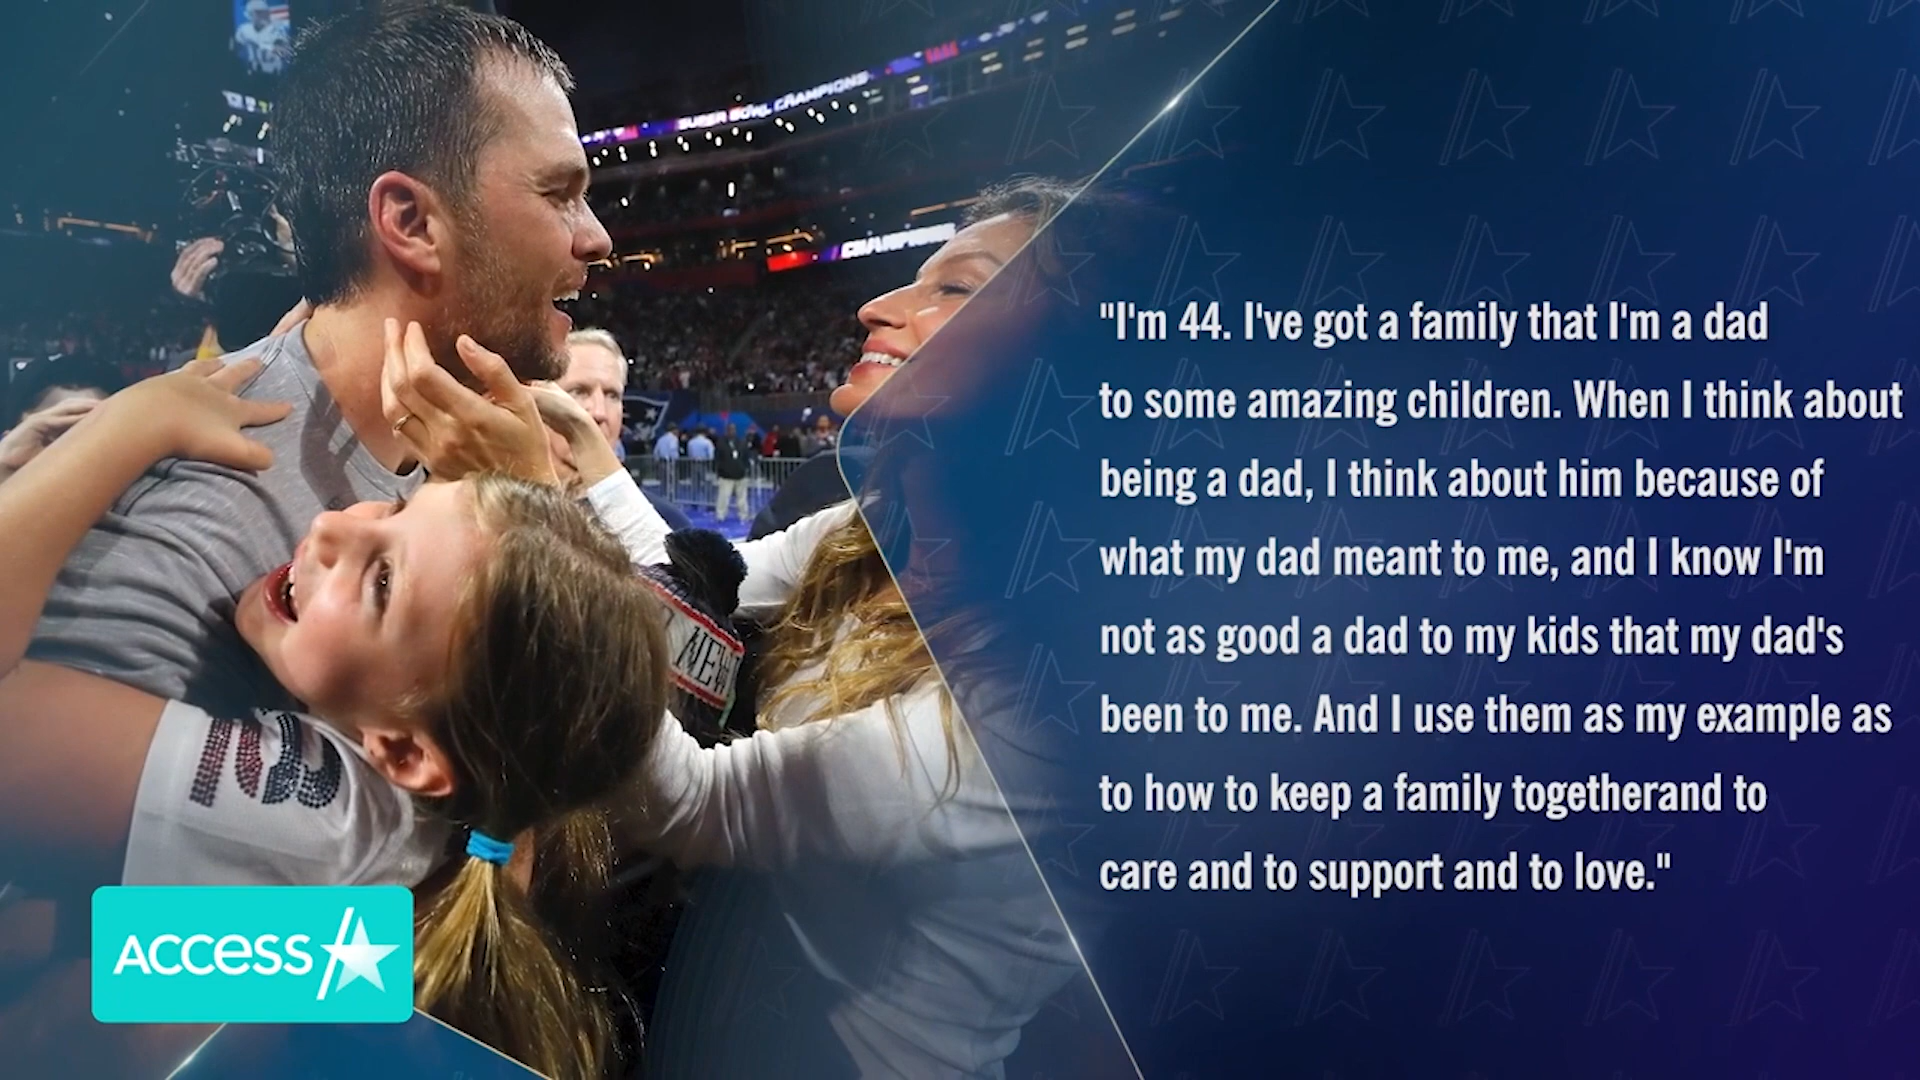 SUPER BOWL CHAMPIONS
CHAMPIONS
NEW
"I'm 44. I've got a family that I'm a dad
to some amazing children. When I think about
being a dad, I think about him because of
what my dad meant to me, and I know I'm
not as good a dad to my kids that my dad's
been to me. And I use them as my example as
to how to keep a family togetherand to
care and to support and to love."
ACCESS